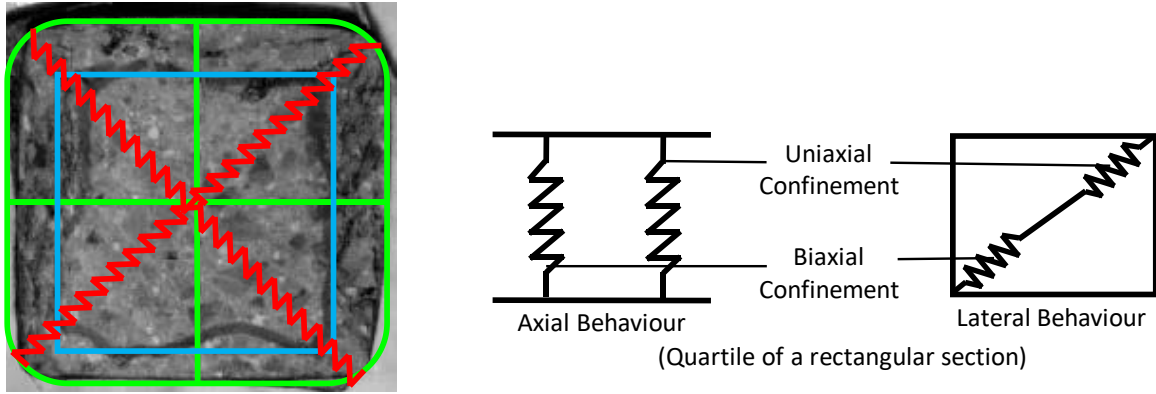 Uniaxial
Confinement
Biaxial
Confinement
Axial Behaviour
Lateral Behaviour
(Quartile of a rectangular section)